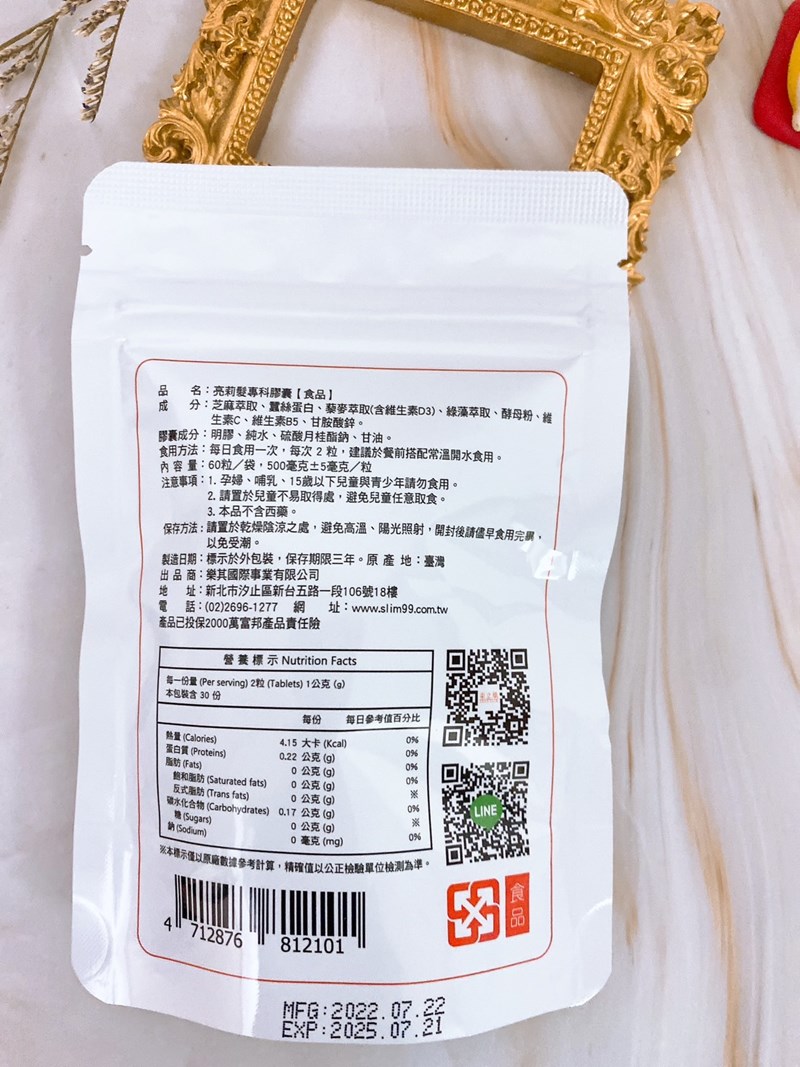 品　　名：亮莉髮專科膠囊【食品】
成　　分：芝麻萃取、蠶絲蛋白、藜麥萃取(含維生素D3)、綠藻萃取、酵母粉、維
生素C、維生素B5、甘胺酸鋅。
膠囊成分：明膠、純水、硫酸月桂酯鈉、甘油。
食用方法：每日食用一次，每次 2 粒，建議於餐前搭配常溫開水食用。
內 容 量：60粒／袋，500毫克±5毫克／粒
注意事項：1. 孕婦、哺乳、15歲以下兒童與青少年請勿食用。
2. 請置於兒童不易取得處，避免兒童任意取食。
3. 本品不含西藥。
保存方法：請置於乾燥陰涼之處，避免高溫、陽光照射，開封後請儘早食用完畢，
以免受潮。
製造日期：標示於外包裝，保存期限三年。原 產 地：臺灣
出 品 商：樂其國際事業有限公司
地　　址：新北市汐止區新台五路一段106號18樓
電　　話：(02)2696-1277　網　　址：www.slim99.com.tw
產品已投保2000萬富邦產品責任險
營 養 標 示 Nutrition Facts
每一份量 (Per serving) 2粒 (Tablets) 1公克 (g)
本包裝含 30 份
每份　每日參考值百分比
熱量 (Calories) 4.15 大卡 (Kcal) 0%
蛋白質 (Proteins) 0.22 公克 (g) 0%
脂肪 (Fats) 0 公克 (g) 0%
飽和脂肪 (Saturated fats) 0 公克 (g) 0%
反式脂肪 (Trans fats) 0 公克 (g) ※
碳水化合物 (Carbohydrates) 0.17 公克 (g) 0%
糖 (Sugars) 0 公克 (g) ※
鈉 (Sodium) 0 毫克 (mg) 0%
※本標示僅以原廠數據參考計算，精確值以公正檢驗單位檢測為準。
LINE
食品
4 712876 812101
MFG:2022.07.22
EXP:2025.07.21